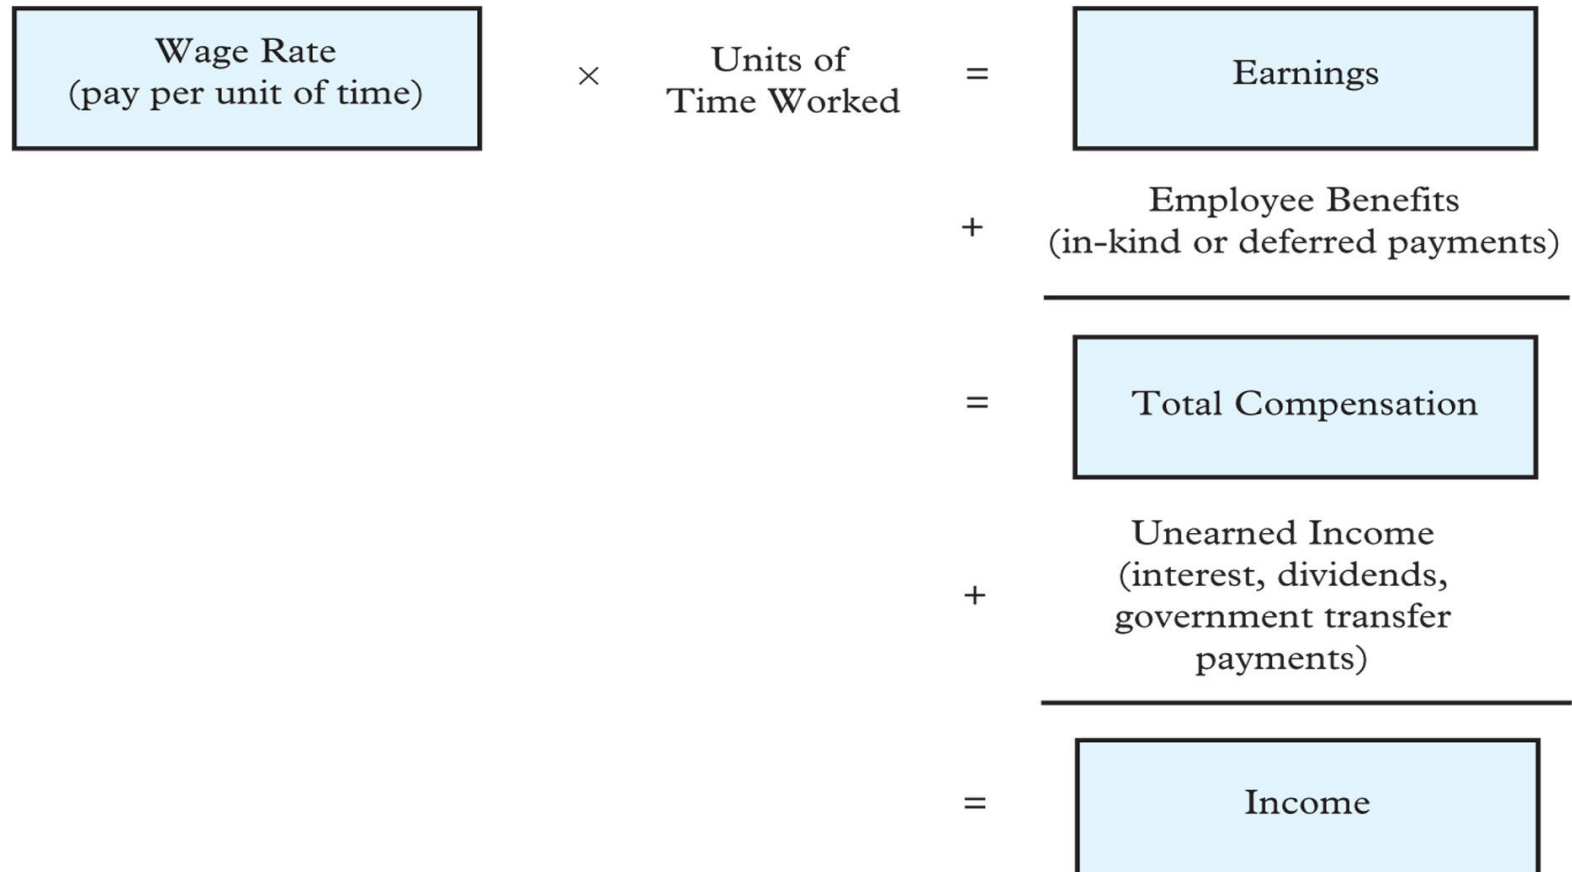 Wage Rate
(pay per unit of time)
×
Units of
Time Worked
=
Earnings
+
Employee Benefits
(in-kind or deferred payments)
=
Total Compensation
+
Unearned Income
(interest, dividends,
government transfer
payments)
=
Income